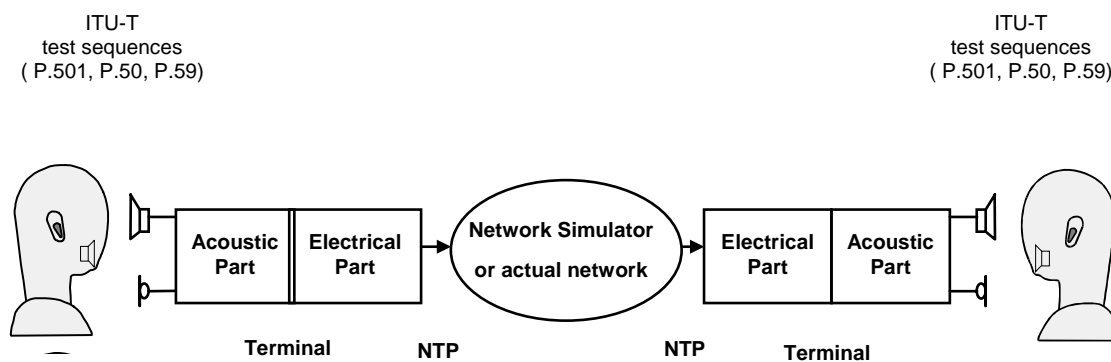 ITU-T
test sequences
( P.501, P.50, P.59)
ITU-T
test sequences
( P.501, P.50, P.59)
Acoustic
Part
Electrical
Part
Network Simulator
or actual network
Electrical
Part
Acoustic
Part
Terminal
NTP
NTP
Terminal